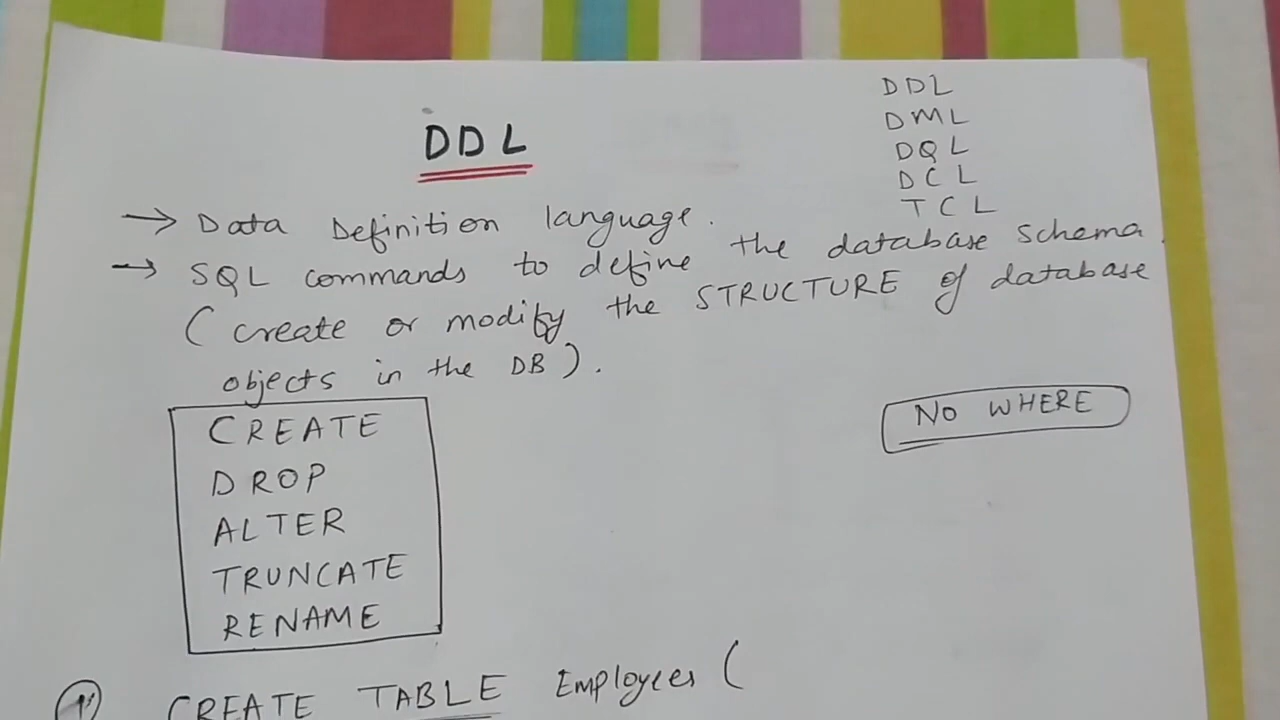 DDL
DML
DQL
DCL
TCL
DDL
→ Data Definition language.
→ SQL commands to define the database schema.
(create or modify the STRUCTURE of database
objects in the DB).
CREATE
DROP
ALTER
TRUNCATE
RENAME
NO WHERE
1) CREATE TABLE Employees (